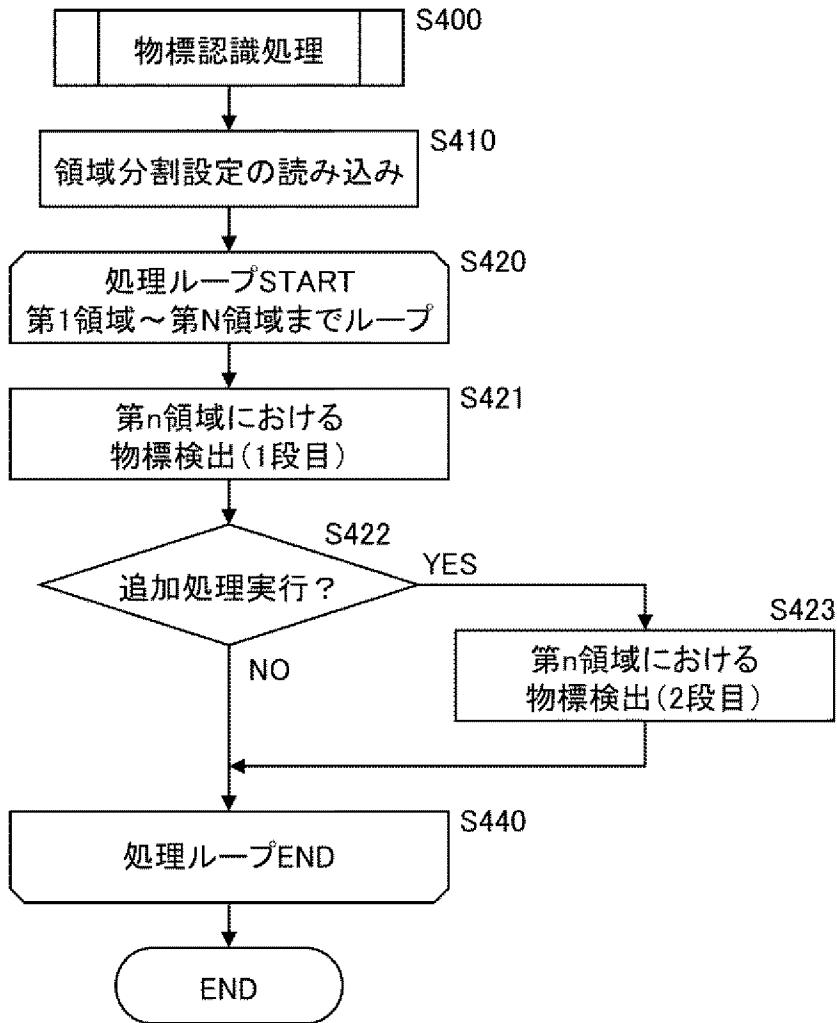 S400
物標認識処理
S410
領域分割設定の読み込み
S420
処理ループSTART
第1領域～第N領域までループ
S421
第n領域における
物標検出(1段目)
S422
追加処理実行？
YES
S423
第n領域における
物標検出(2段目)
NO
S440
処理ループEND
END